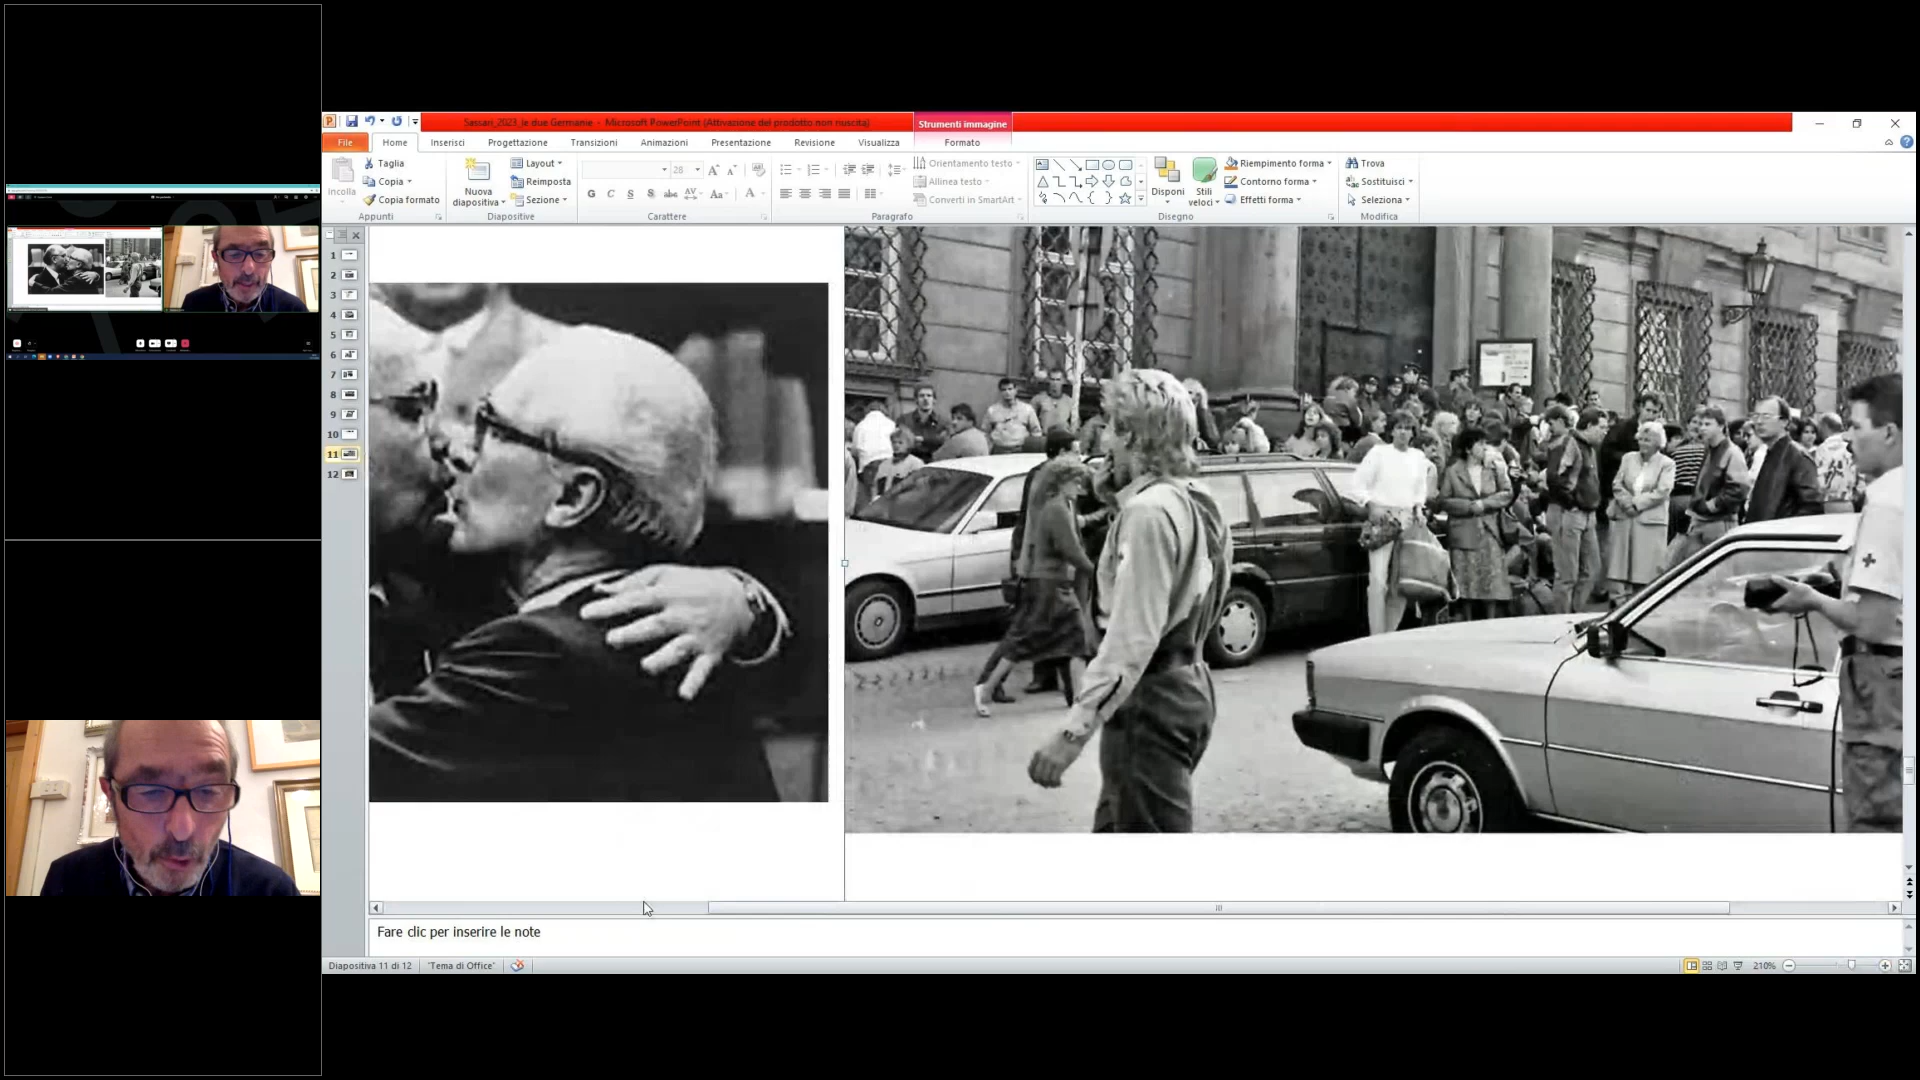 Sassari_2023_le due Germanie - Microsoft PowerPoint (Attivazione del prodotto non riuscita)
Strumenti immagine
File Home Inserisci Progettazione Transizioni Animazioni Presentazione Revisione Visualizza Formato
Incolla
Taglia
Copia
Copia formato
Appunti
Nuova diapositiva
Layout
Reimposta
Sezione
Diapositive
28
G C S S abc AV Aa A
Carattere
Orientamento testo
Allinea testo
Converti in SmartArt
Paragrafo
Disponi
Stili veloci
Riempimento forma
Contorno forma
Effetti forma
Disegno
Trova
Sostituisci
Seleziona
Modifica
1
2
3
4
5
6
7
8
9
10
11
12
Fare clic per inserire le note
Diapositiva 11 di 12 "Tema di Office" 210%